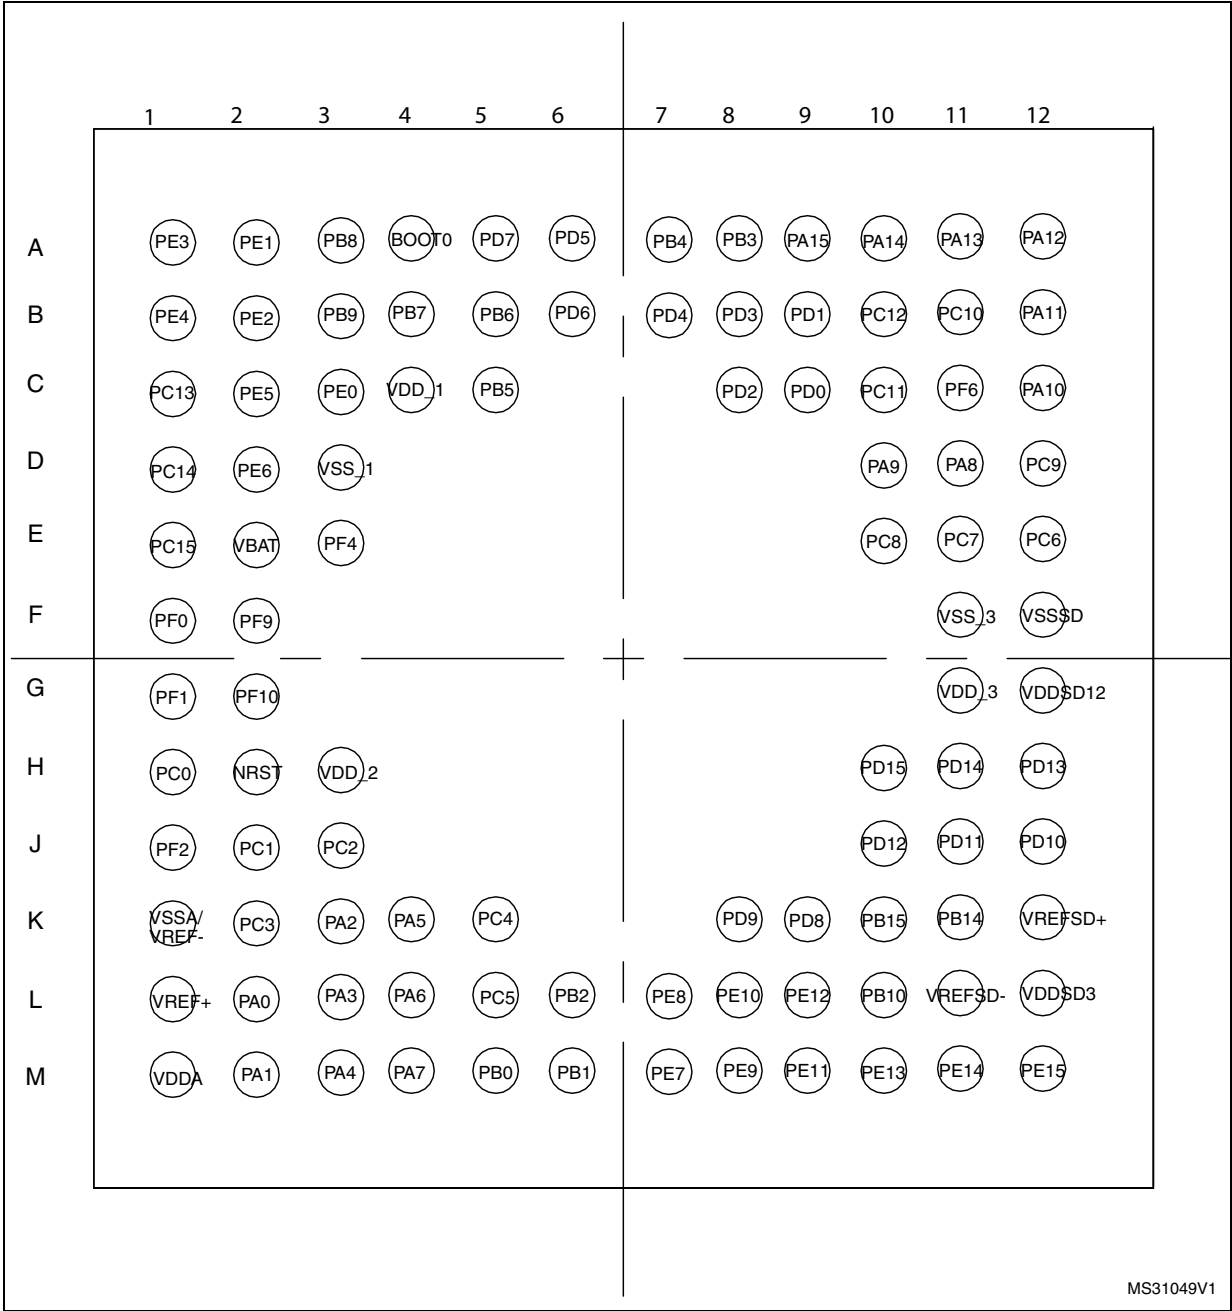 1 2 3 4 5 6 7 8 9 10 11 12
A PE3 PE1 PB8 BOOT0 PD7 PD5 PB4 PB3 PA15 PA14 PA13 PA12
B PE4 PE2 PB9 PB7 PB6 PD6 PD4 PD3 PD1 PC12 PC10 PA11
C PC13 PE5 PE0 VDD_1 PB5 PD2 PD0 PC11 PF6 PA10
D PC14 PE6 VSS_1 PA9 PA8 PC9
E PC15 VBAT PF4 PC8 PC7 PC6
F PF0 PF9 VSS_3 VSSSD
G PF1 PF10 VDD_3 VDDSD12
H PC0 NRST VDD_2 PD15 PD14 PD13
J PF2 PC1 PC2 PD12 PD11 PD10
K VSSA/ PC3 PA2 PA5 PC4 PD9 PD8 PB15 PB14 VREFSD+
VREF-
L VREF+ PA0 PA3 PA6 PC5 PB2 PE8 PE10 PE12 PB10 VREFSD- VDDSD3
M VDDA PA1 PA4 PA7 PB0 PB1 PE7 PE9 PE11 PE13 PE14 PE15
MS31049V1